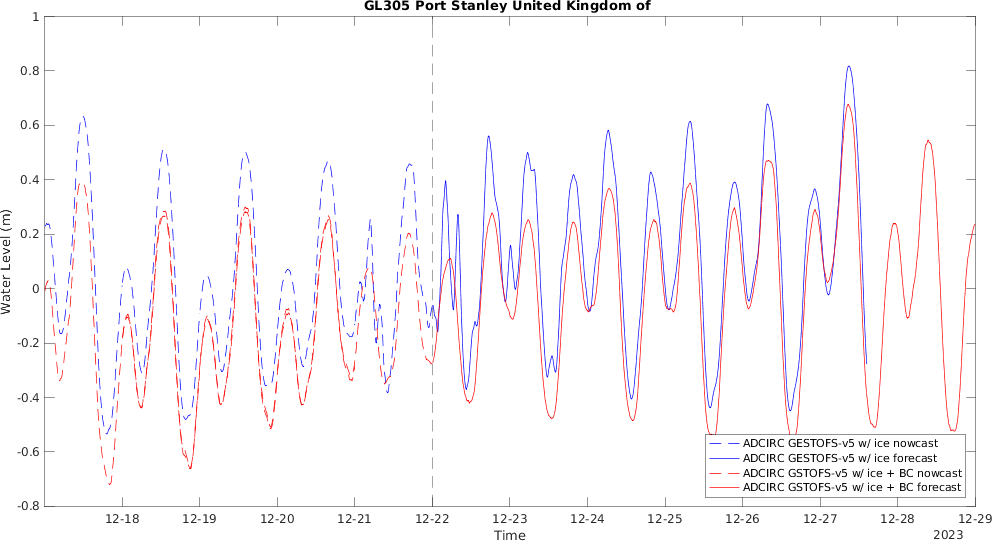 GL305 Port Stanley United Kingdom of
Water Level (m)
1
0.8
0.6
0.4
0.2
0
-0.2
-0.4
-0.6
-0.8
ADCIRC GESTOFS-v5 w/ ice nowcast
ADCIRC GESTOFS-v5 w/ ice forecast
ADCIRC GSTOFS-v5 w/ ice + BC nowcast
ADCIRC GSTOFS-v5 w/ ice + BC forecast
12-18 12-19 12-20 12-21 12-22 12-23 12-24 12-25 12-26 12-27 12-28 12-29
Time
2023